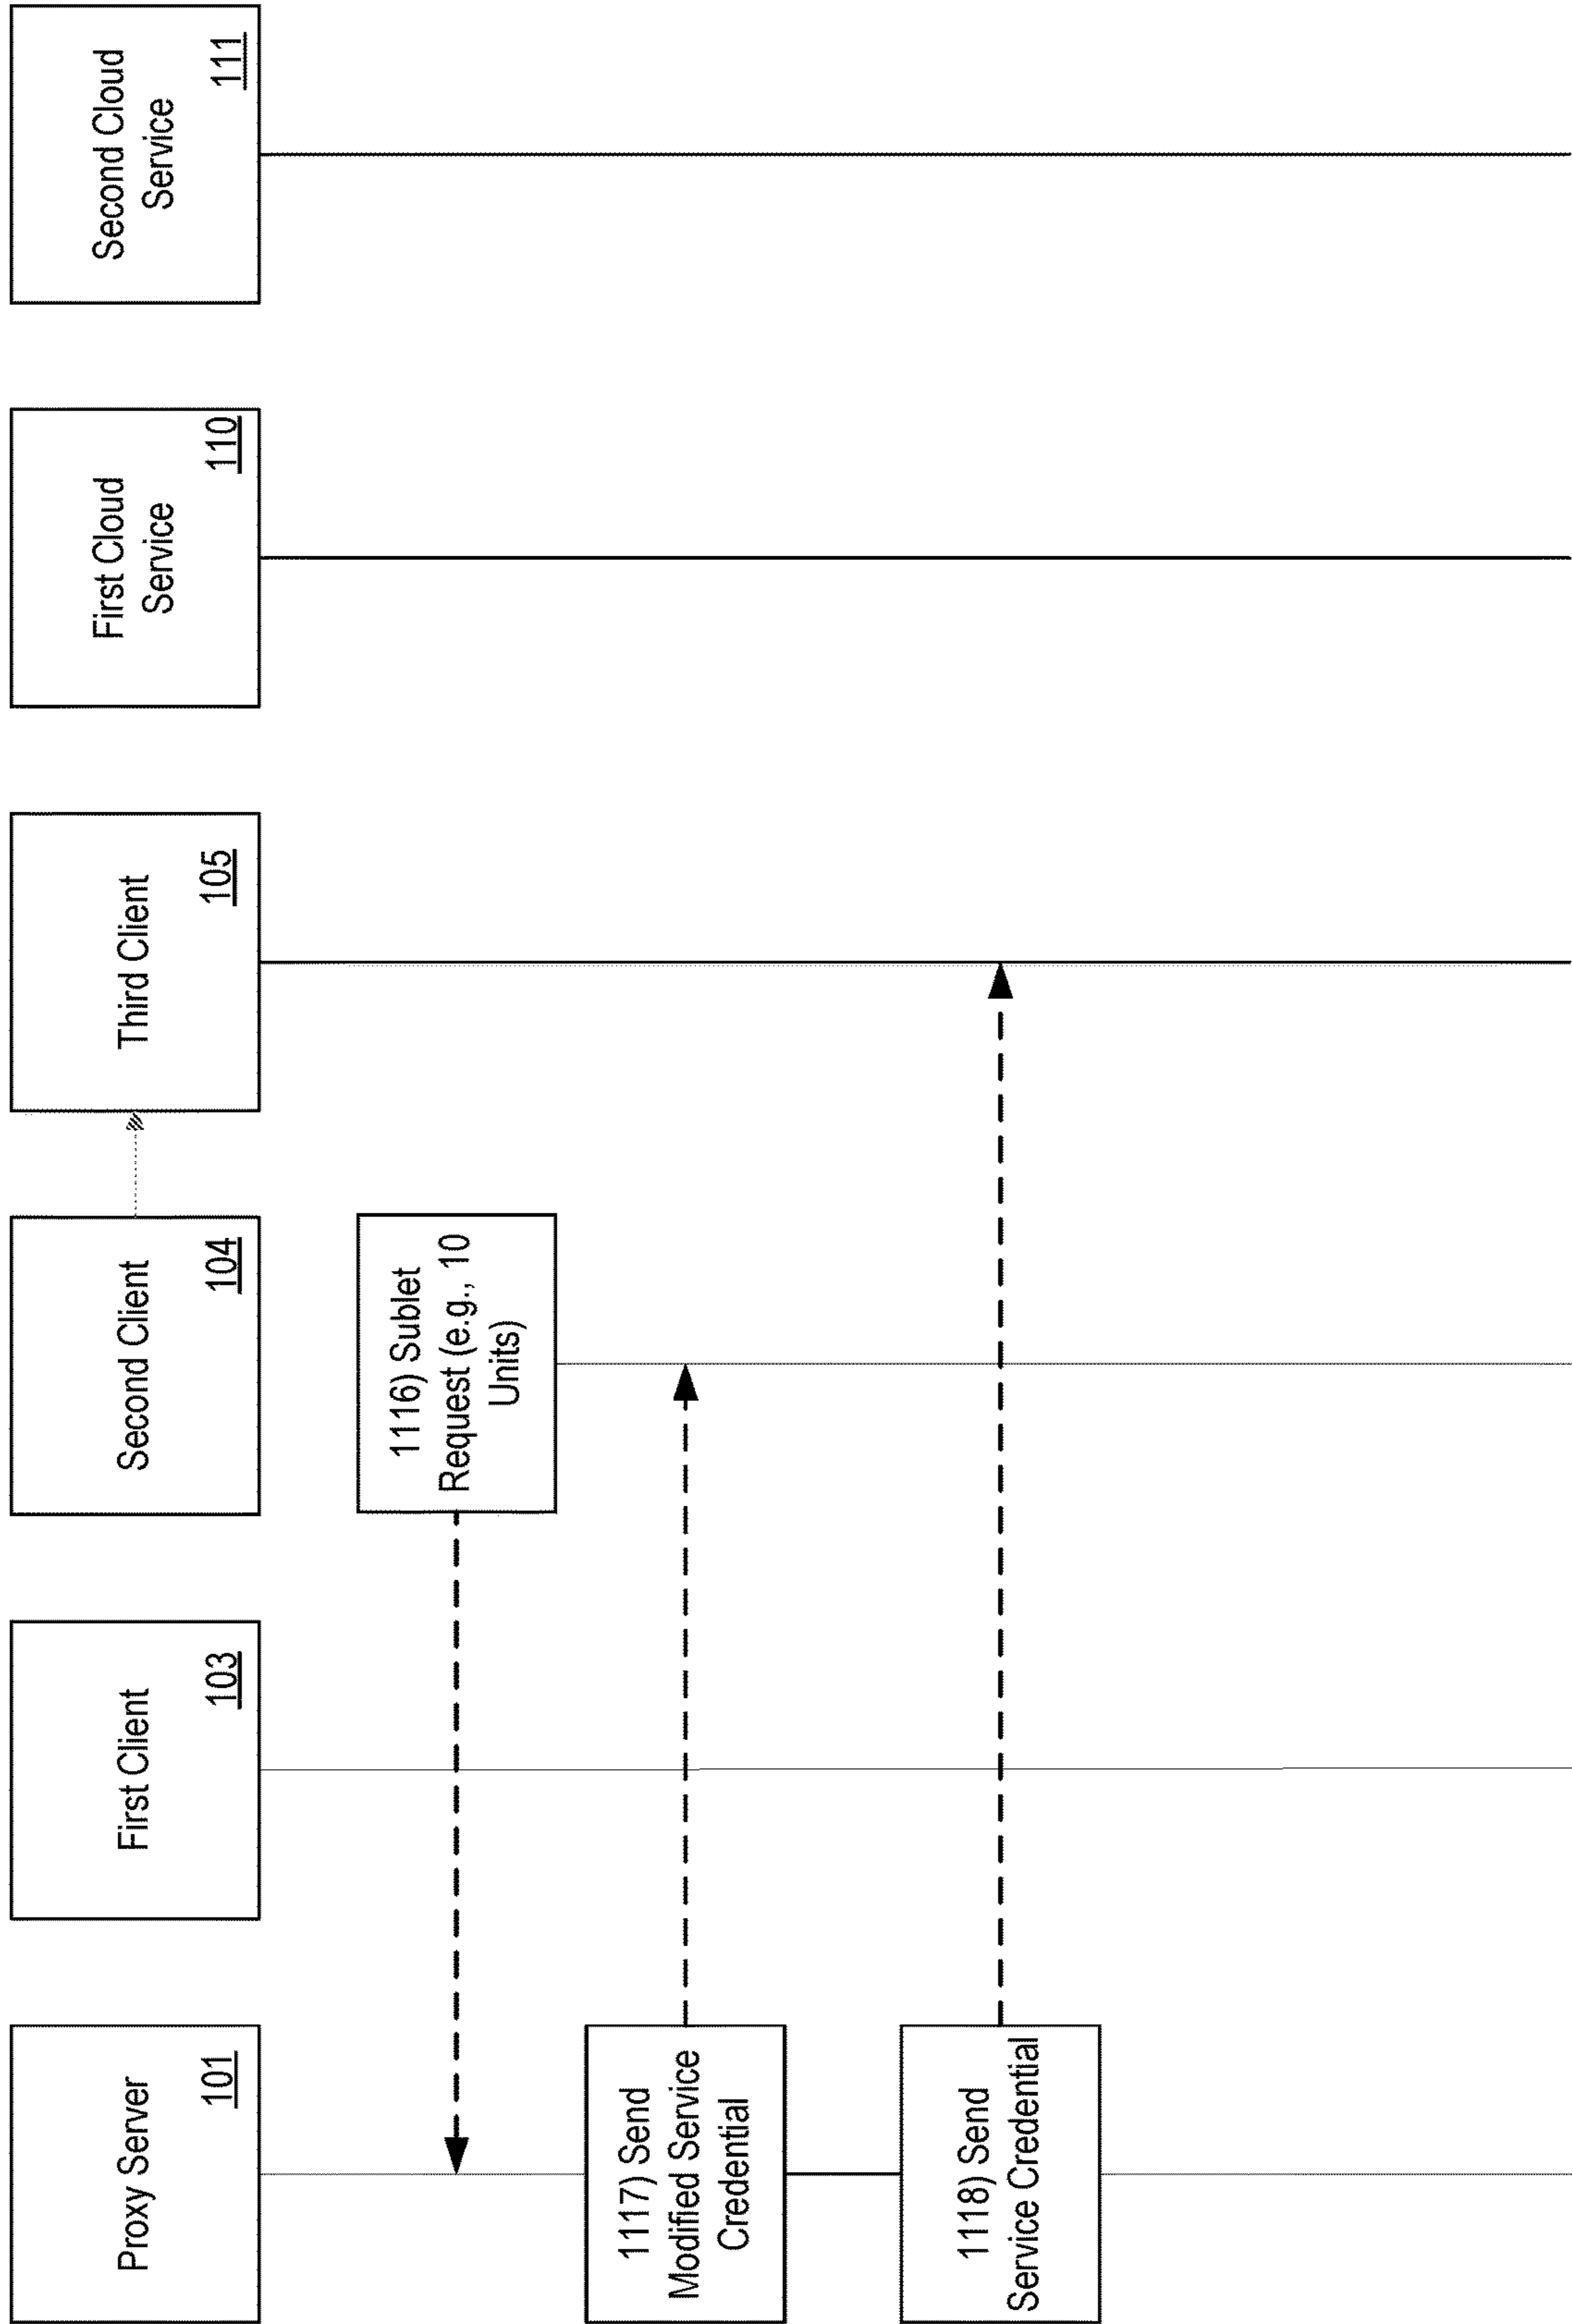 Proxy Server
101
First Client
103
Second Client
104
Third Client
105
First Cloud
Service
110
Second Cloud
Service
111
1116) Sublet
Request (e.g., 10
Units)
1117) Send
Modified Service
Credential
1118) Send
Service Credential